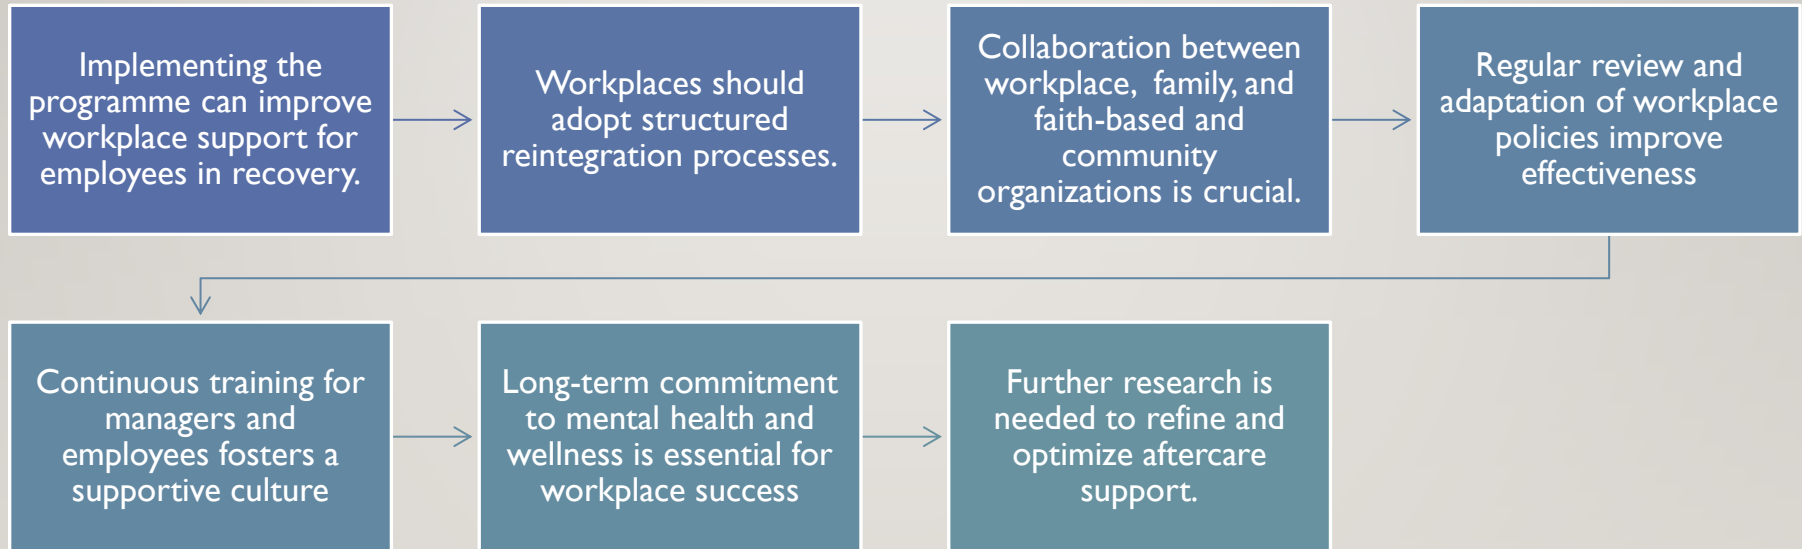 Implementing the
programme can improve
workplace support for
employees in recovery.
Workplaces should
adopt structured
reintegration processes.
Collaboration between
workplace, family, and
faith-based and
community
organizations is crucial.
Regular review and
adaptation of workplace
policies improve
effectiveness
Continuous training for
managers and
employees fosters a
supportive culture
Long-term commitment
to mental health and
wellness is essential for
workplace success
Further research is
needed to refine and
optimize aftercare
support.